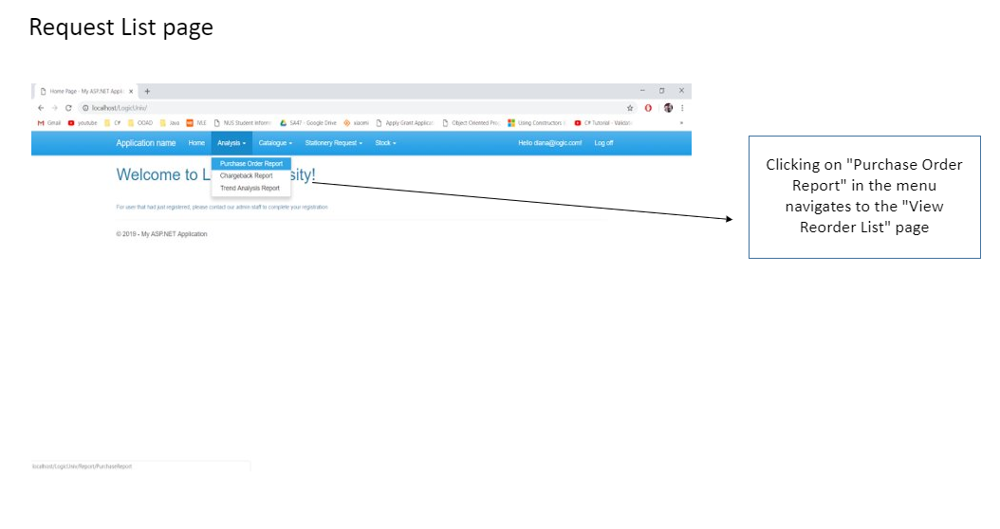 Request List page
Home Page - My ASP.NET Applic
localhost/LogicUniv/
Gmail youtube C# OOAD Java IVLE NUS Student Inform SA47 - Google Drive xiaomi Apply Grant Applicat Object Oriented Pro Using Constructors C# Tutorial - Validati
Application name Home Analysis Catalogue Stationery Request Stock Hello diana@logic.com! Log off
Purchase Order Report
Welcome to L sity!
Chargeback Report
Trend Analysis Report
For user that had just registered, please contact our admin staff to complete your registration
© 2019 - My ASP.NET Application
localhost/LogicUniv/Report/PurchaseReport
Clicking on "Purchase Order
Report" in the menu
navigates to the "View
Reorder List" page